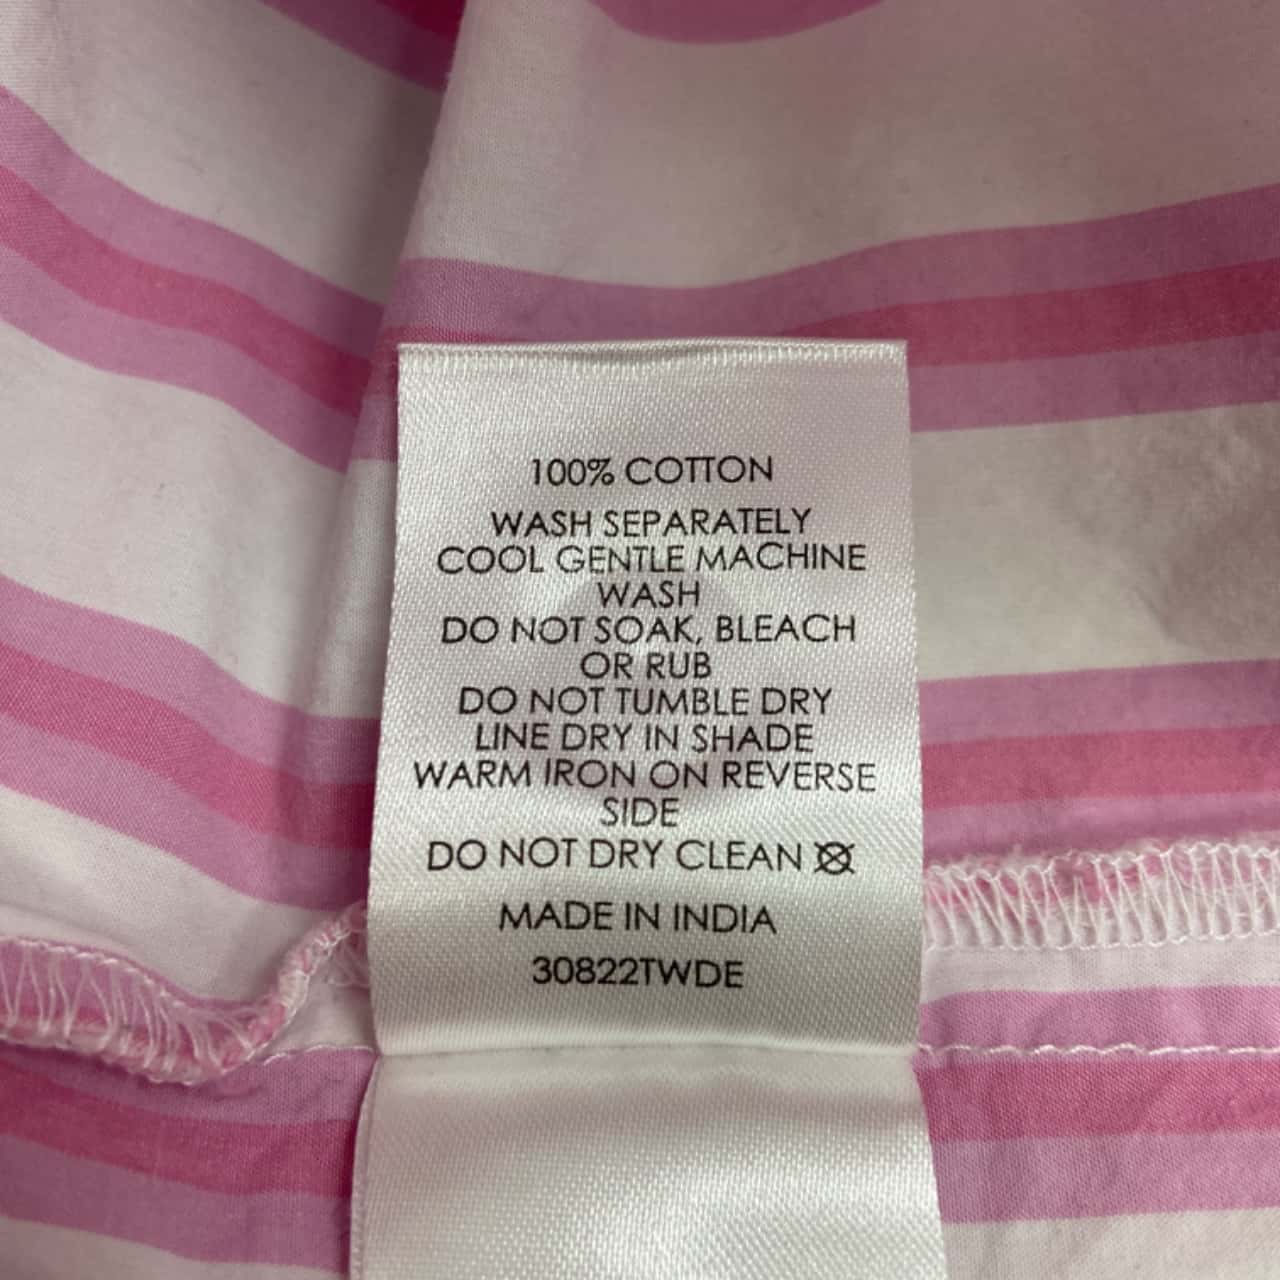 100% COTTON
WASH SEPARATELY
COOL GENTLE MACHINE
WASH
DO NOT SOAK, BLEACH
OR RUB
DO NOT TUMBLE DRY
LINE DRY IN SHADE
WARM IRON ON REVERSE
SIDE
DO NOT DRY CLEAN
MADE IN INDIA
30822TWDE